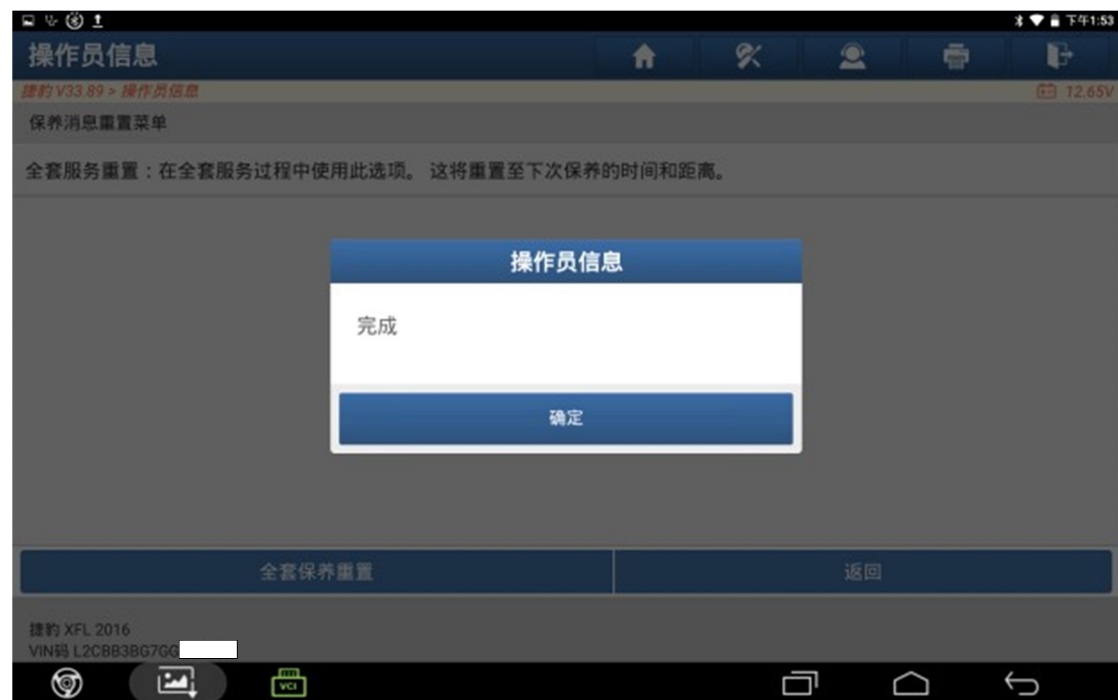 下午1:53
操作员信息
捷豹 V33.89 > 操作员信息
12.65V
保养消息重置菜单
全套服务重置：在全套服务过程中使用此选项。 这将重置至下次保养的时间和距离。
操作员信息
完成
确定
全套保养重置
返回
捷豹 XFL 2016
VIN码 L2CBB3BG7GG
VCI